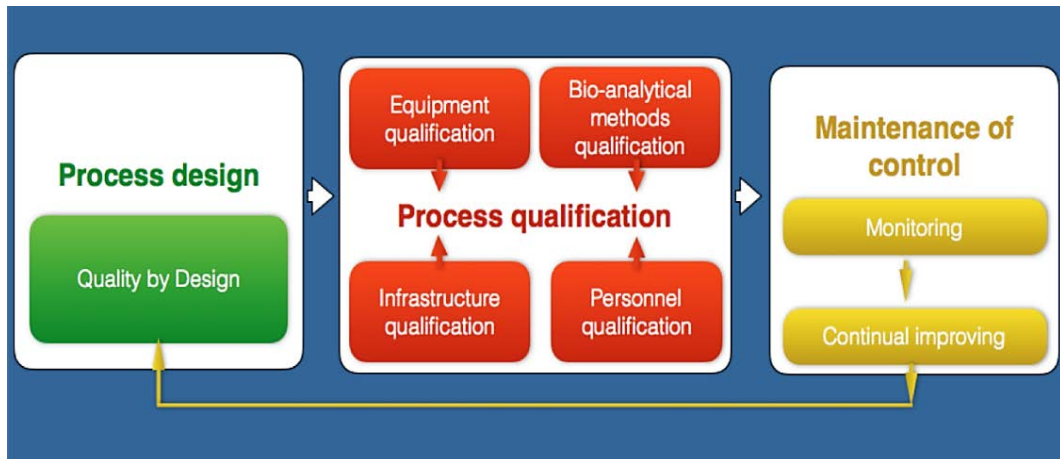 Process design
Quality by Design
Equipment
qualification
Bio-analytical
methods
qualification
Process qualification
Infrastructure
qualification
Personnel
qualification
Maintenance of
control
Monitoring
Continual improving